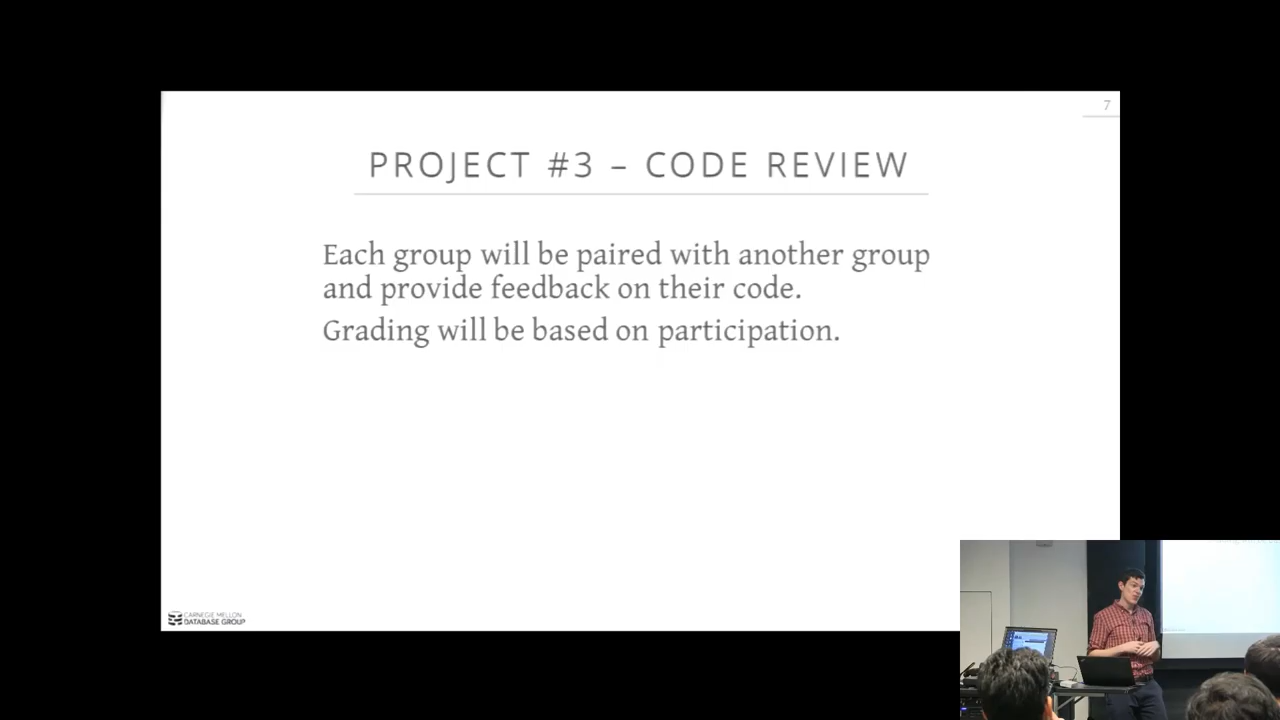 7
PROJECT #3 – CODE REVIEW
Each group will be paired with another group
and provide feedback on their code.
Grading will be based on participation.
CARNEGIE MELLON
DATABASE GROUP